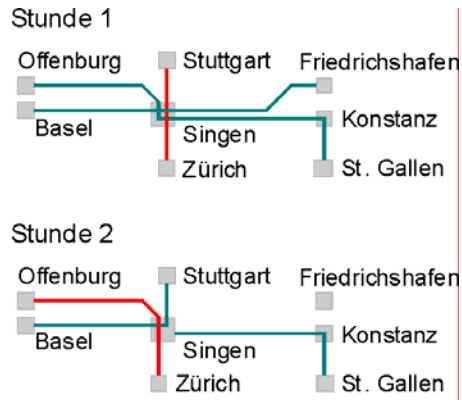 Stunde 1
Offenburg
Stuttgart
Friedrichshafen
Basel
Singen
Konstanz
Zürich
St. Gallen
Stunde 2
Offenburg
Stuttgart
Friedrichshafen
Basel
Singen
Konstanz
Zürich
St. Gallen